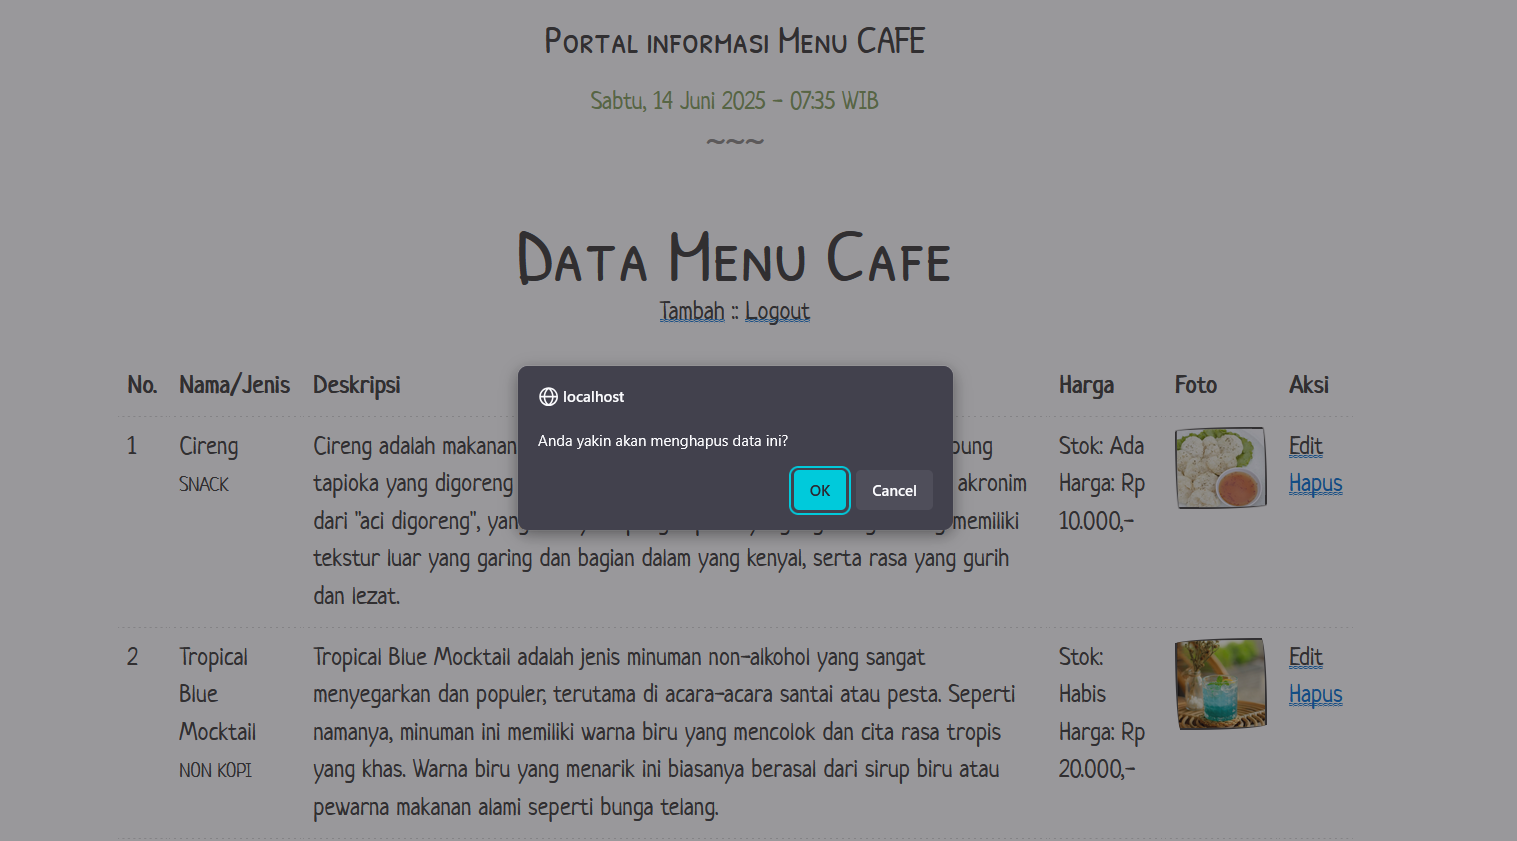 Portal informasi Menu CAFE
Sabtu, 14 Juni 2025 - 07:35 WIB
~~~
Data Menu Cafe
Tambah :: Logout
No. Nama/Jenis Deskripsi Harga Foto Aksi
localhost
Anda yakin akan menghapus data ini?
OK Cancel
1 Cireng
SNACK
Cireng adalah makanan
tapioka yang digoreng akronim
dari "aci digoreng", yang memiliki
tekstur luar yang garing dan bagian dalam yang kenyal, serta rasa yang gurih
dan lezat.
Stok: Ada
Harga: Rp
10.000,-
Edit
Hapus
2 Tropical
Blue
Mocktail
NON KOPI
Tropical Blue Mocktail adalah jenis minuman non-alkohol yang sangat
menyegarkan dan populer, terutama di acara-acara santai atau pesta. Seperti
namanya, minuman ini memiliki warna biru yang mencolok dan cita rasa tropis
yang khas. Warna biru yang menarik ini biasanya berasal dari sirup biru atau
pewarna makanan alami seperti bunga telang.
Stok:
Habis
Harga: Rp
20.000,-
Edit
Hapus